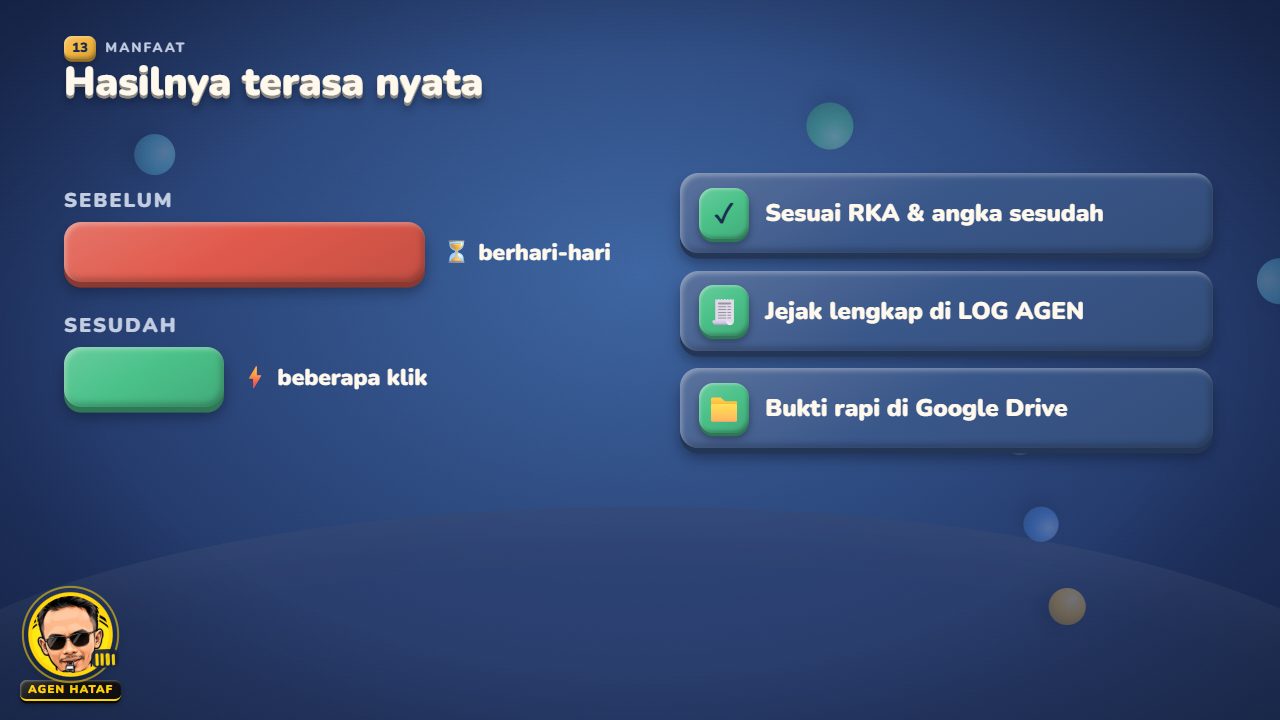 13 MANFAAT
Hasilnya terasa nyata
SEBELUM
berhari-hari
SESUDAH
beberapa klik
Sesuai RKA & angka sesudah
Jejak lengkap di LOG AGEN
Bukti rapi di Google Drive
AGEN HATAF